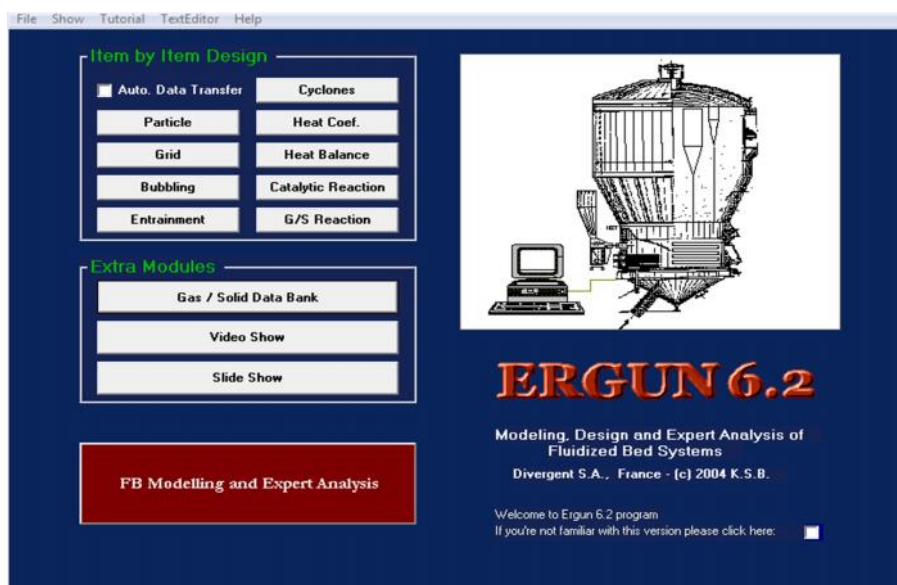 File Show Tutorial TextEditor Help
Item by Item Design
Auto. Data Transfer
Cyclones
Particle
Heat Coef.
Grid
Heat Balance
Bubbling
Catalytic Reaction
Entrainment
G/S Reaction
Extra Modules
Gas / Solid Data Bank
Video Show
Slide Show
FB Modelling and Expert Analysis
ERGUN 6.2
Modeling, Design and Expert Analysis of
Fluidized Bed Systems
Divergent S.A., France - (c) 2004 K.S.B.
Welcome to Ergun 6.2 program
If you're not familiar with this version please click here: